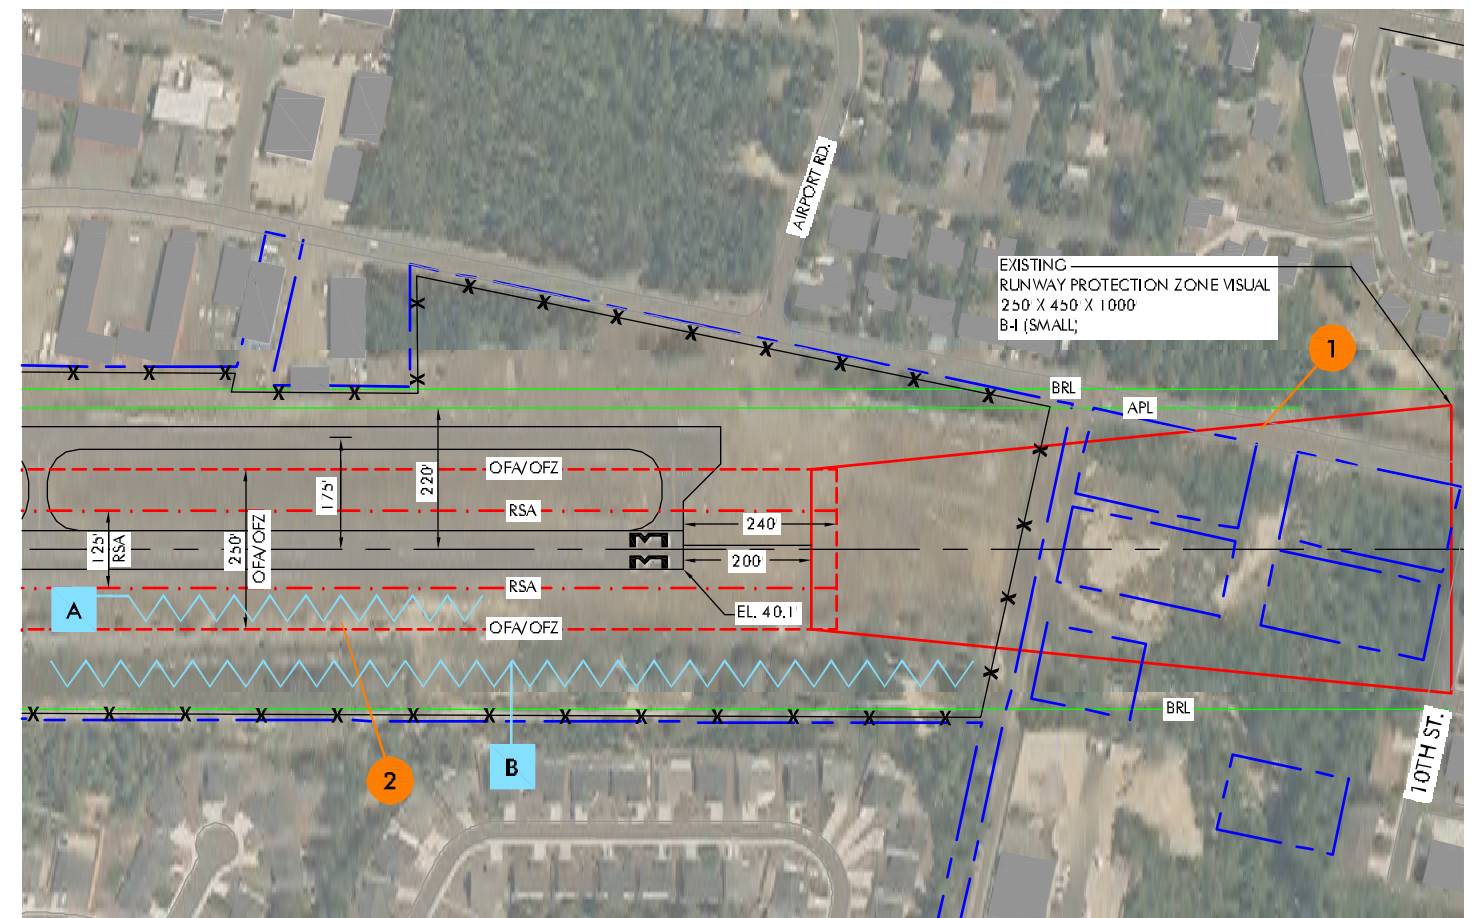 AIRPORT RD.
EXISTING
RUNWAY PROTECTION ZONE VISUAL
250' X 450' X 1000'
B-I (SMALL)
1
BRL
APL
OFA/OFZ
175'
220'
RSA
240'
125'
RSA
250'
OFA/OFZ
200'
RSA
A
EL. 40.1'
OFA/OFZ
BRL
B
2
10TH ST.
X X X X X X X X X X X X X X X X X X X X X X X X X X X X X X X X X X